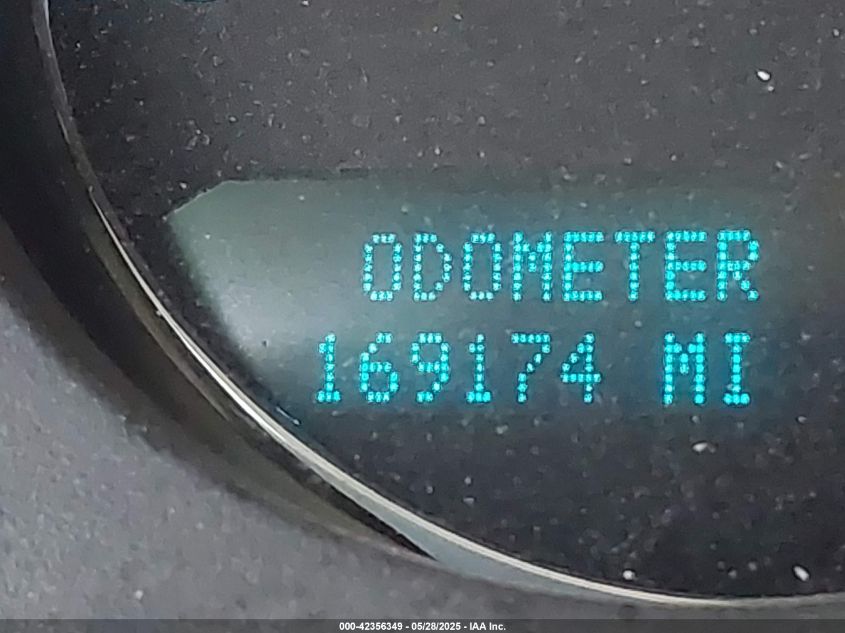 ODOMETER
169174 MI
000-42356349 - 05/28/2025 - IAA Inc.